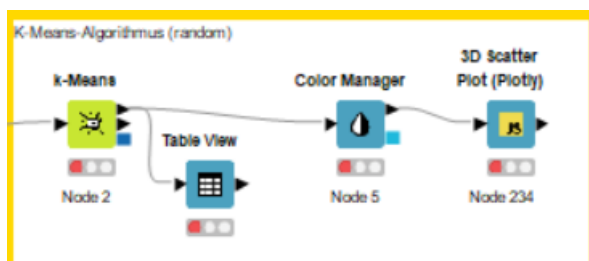 K-Means-Algorithmus (random)
3D Scatter
k-Means
Color Manager
Plot (Plotly)
JS
Table View
Node 2
Node 5
Node 234